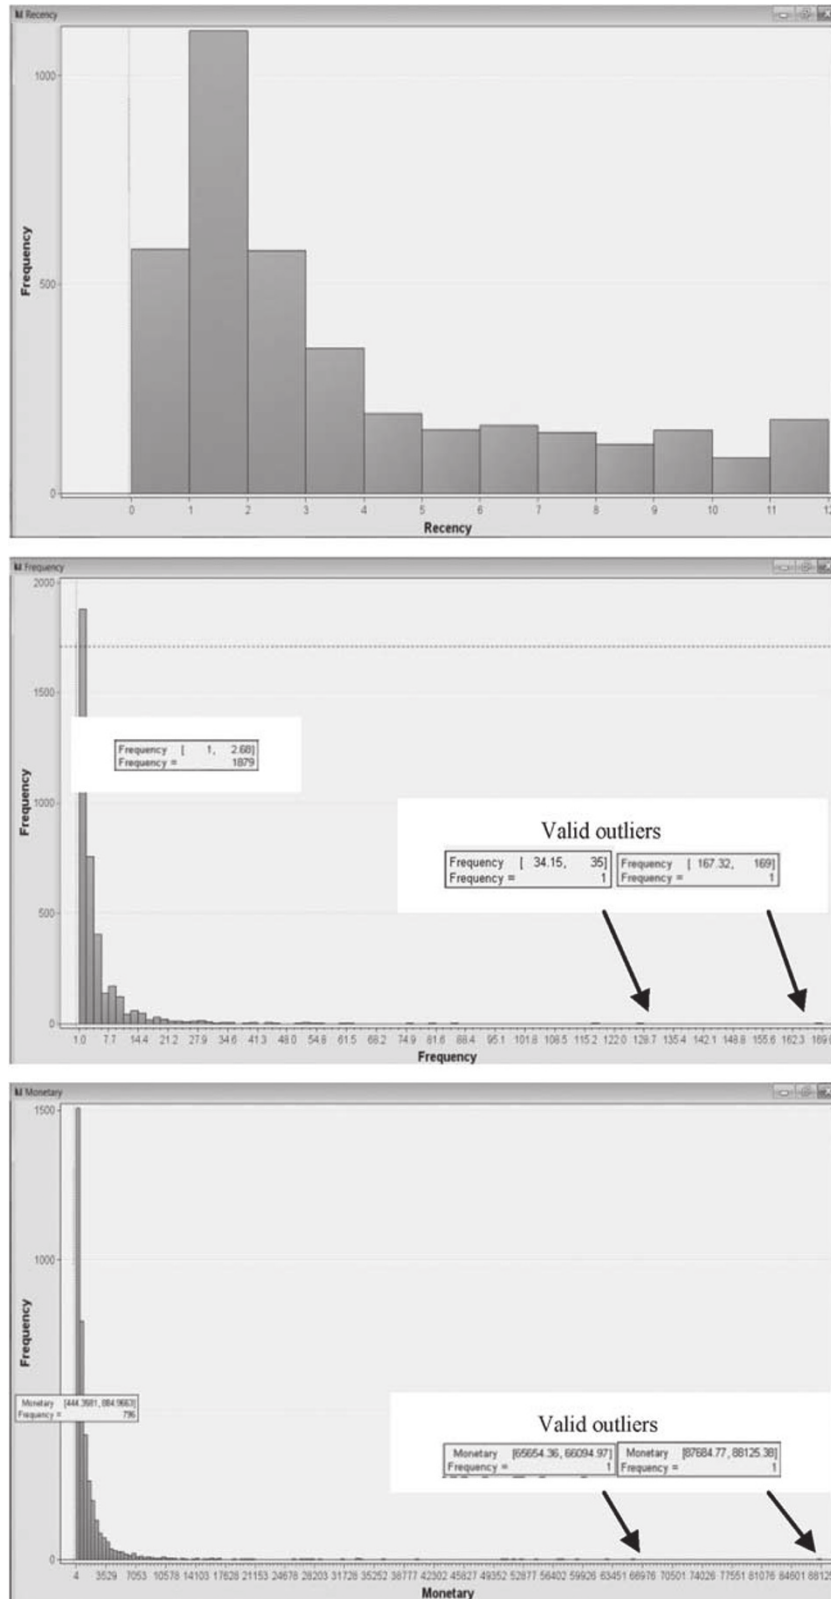 Recency
1000
500
0
Frequency
0 1 2 3 4 5 6 7 8 9 10 11 12
Recency
Frequency
2000
1500
1000
500
0
Frequency
Frequency [ 1, 2.68]
Frequency = 1879
Valid outliers
Frequency [ 34.15, 35]
Frequency = 1
Frequency [ 167.32, 169]
Frequency = 1
1.0 7.7 14.4 21.2 27.9 34.6 41.3 48.0 54.8 61.5 68.2 74.9 81.6 88.4 95.1 101.8 108.5 115.2 122.0 128.7 135.4 142.1 148.8 155.6 162.3 169.0
Frequency
Monetary
1500
1000
0
Frequency
Monetary [444.3981, 884.9663]
Frequency = 796
Valid outliers
Monetary [65654.36, 66094.97]
Frequency = 1
Monetary [87684.77, 88125.38]
Frequency = 1
4 3529 7053 10578 14103 17628 21153 24678 28203 31728 35252 38777 42302 45827 49352 52877 56402 59926 63451 66976 70501 74026 77551 81076 84601 88125
Monetary